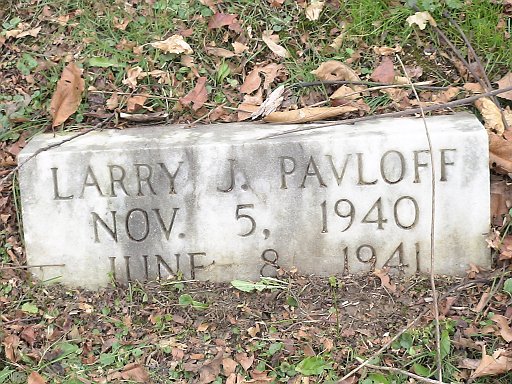 LARRY J. PAVLOFF
NOV. 5, 1940
JUNE 8 1941